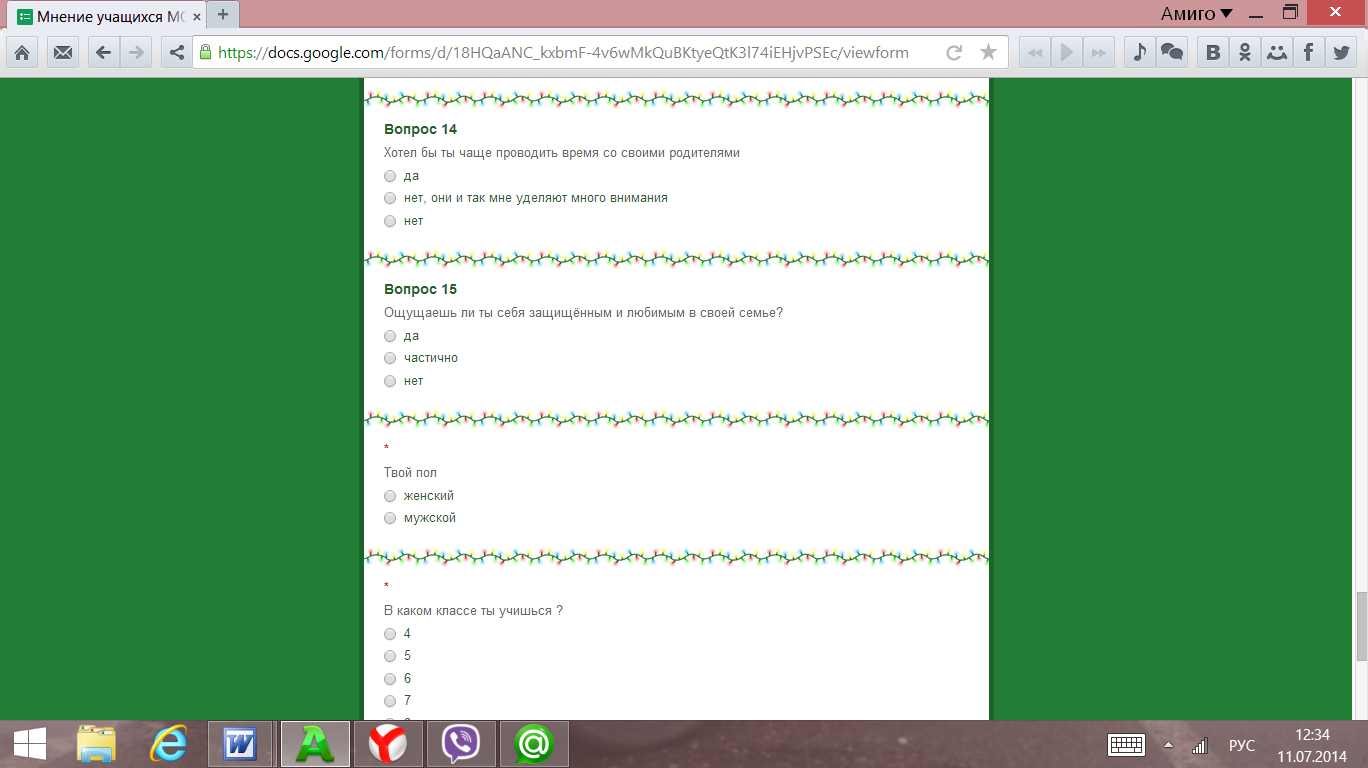 Мнение учащихся МО
Амиго
https://docs.google.com/forms/d/18HQaANC_kxbmF-4v6wMkQuBKtyeQtK3l74iEHjvPSEc/viewform
Вопрос 14
Хотел бы ты чаще проводить время со своими родителями
да
нет, они и так мне уделяют много внимания
нет
Вопрос 15
Ощущаешь ли ты себя защищённым и любимым в своей семье?
да
частично
нет
*
Твой пол
женский
мужской
*
В каком классе ты учишься ?
4
5
6
7
РУС
12:34
11.07.2014